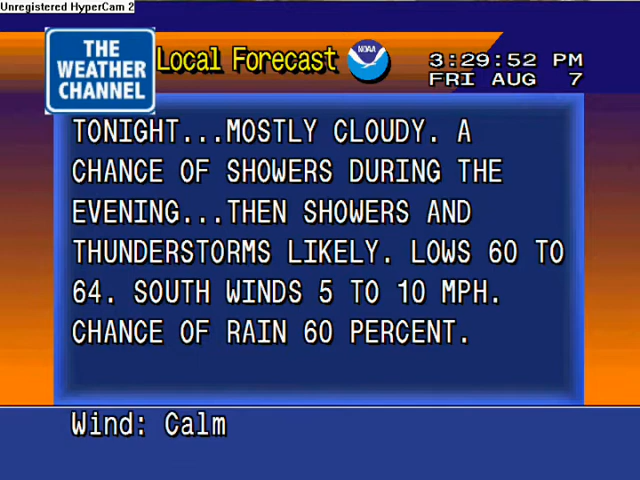 Unregistered HyperCam 2
THE
WEATHER
CHANNEL
Local Forecast
NOAA
3:29:52 PM
FRI AUG 7
TONIGHT...MOSTLY CLOUDY. A
CHANCE OF SHOWERS DURING THE
EVENING...THEN SHOWERS AND
THUNDERSTORMS LIKELY. LOWS 60 TO
64. SOUTH WINDS 5 TO 10 MPH.
CHANCE OF RAIN 60 PERCENT.
Wind: Calm